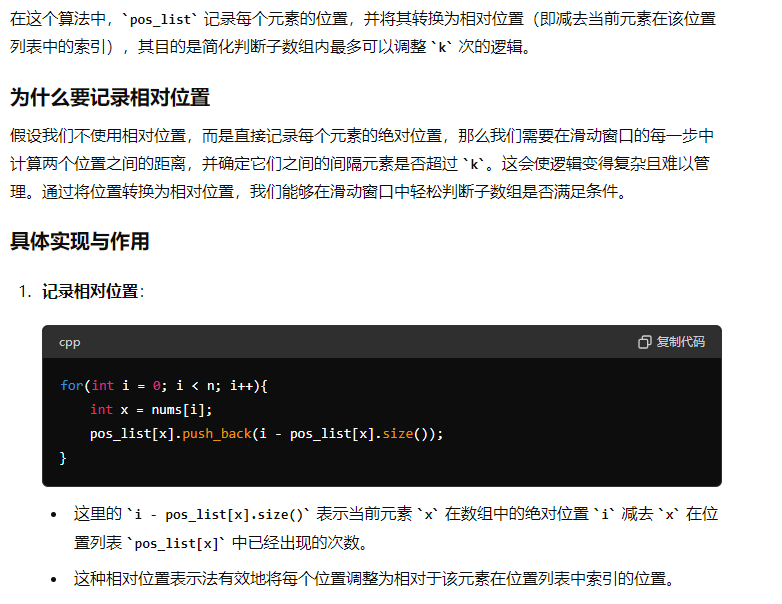 在这个算法中，`pos_list` 记录每个元素的位置，并将其转换为相对位置（即减去当前元素在该位置
列表中的索引），其目的是简化判断子数组内最多可以调整 `k` 次的逻辑。
为什么要记录相对位置
假设我们不使用相对位置，而是直接记录每个元素的绝对位置，那么我们需要在滑动窗口的每一步中
计算两个位置之间的距离，并确定它们之间的间隔元素是否超过 `k`。这会使逻辑变得复杂且难以管
理。通过将位置转换为相对位置，我们能够在滑动窗口中轻松判断子数组是否满足条件。
具体实现与作用
1. 记录相对位置：
cpp 复制代码
for(int i = 0; i < n; i++){
    int x = nums[i];
    pos_list[x].push_back(i - pos_list[x].size());
}
• 这里的 `i - pos_list[x].size()` 表示当前元素 `x` 在数组中的绝对位置 `i` 减去 `x` 在位
置列表 `pos_list[x]` 中已经出现的次数。
• 这种相对位置表示法有效地将每个位置调整为相对于该元素在位置列表中索引的位置。